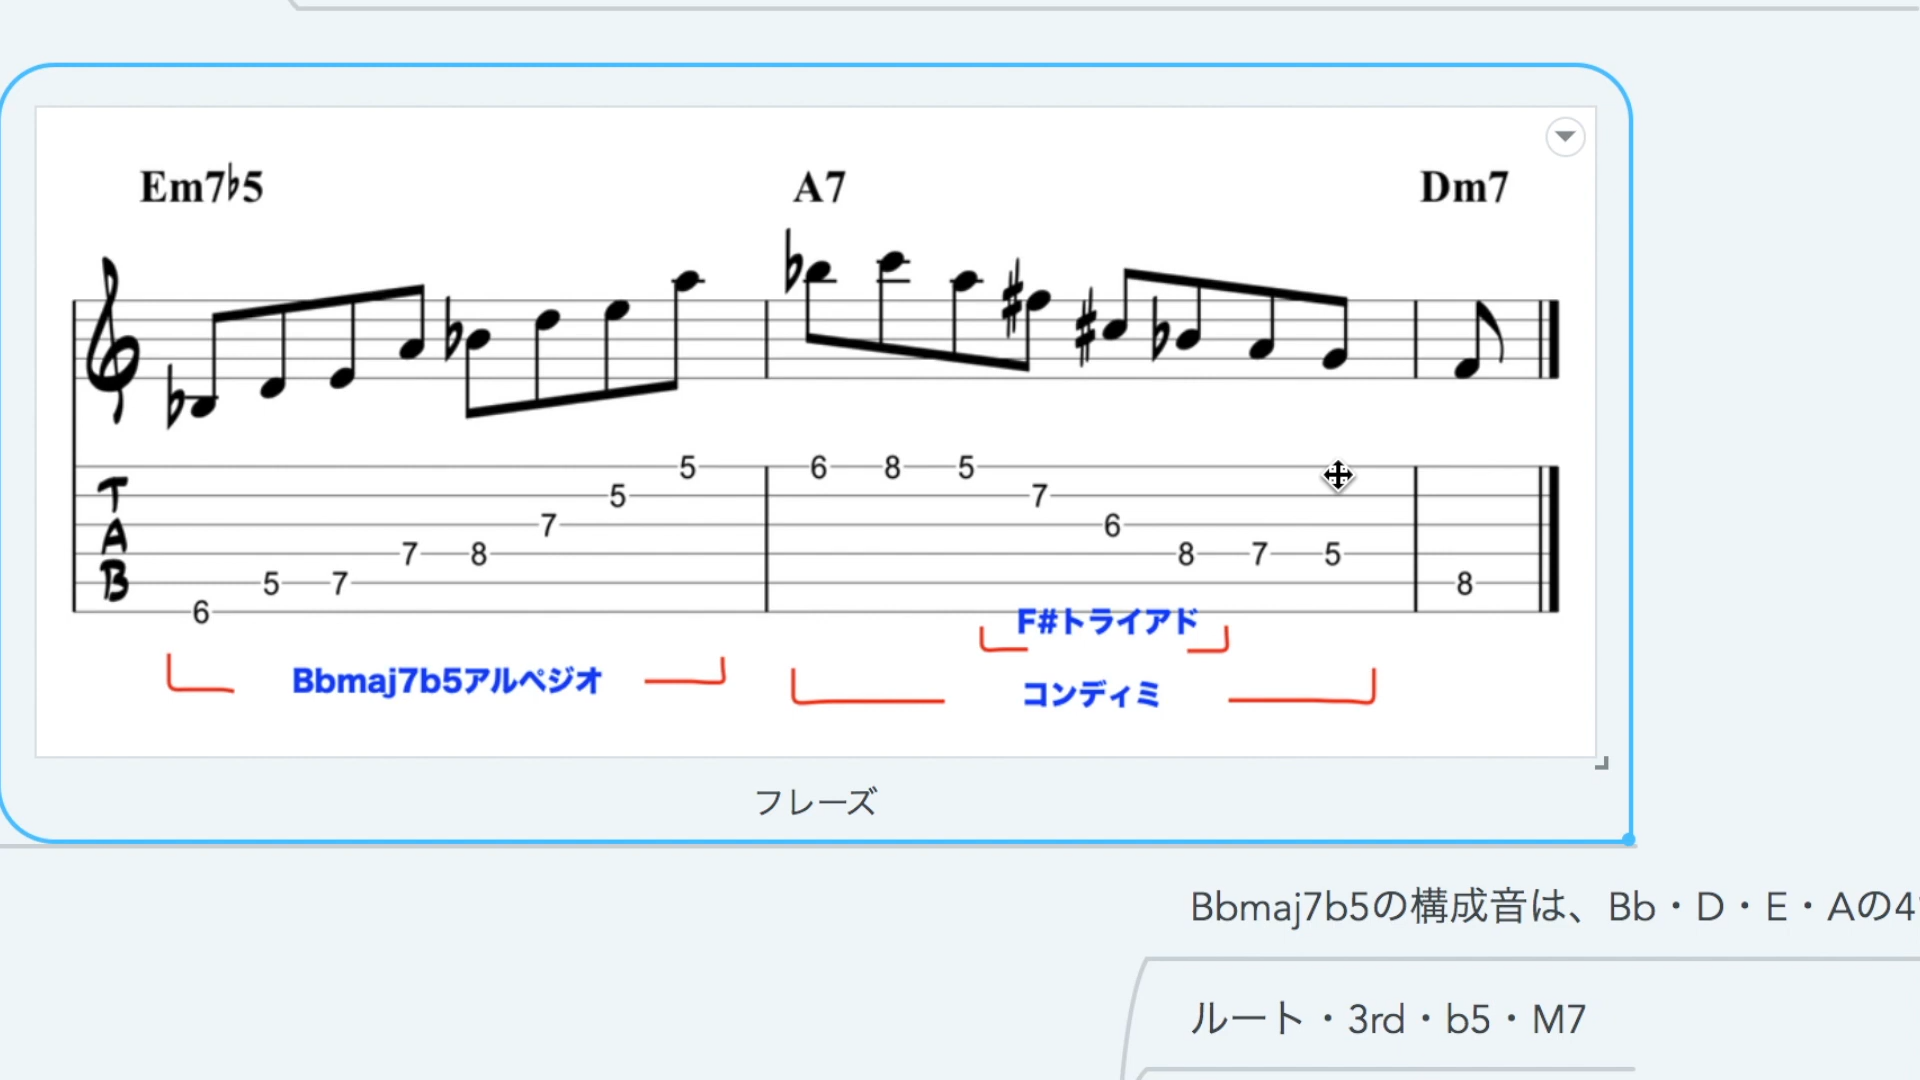 Em7♭5 A7 Dm7
T
A
B
5 6 8 5
5 7
7 6
7 8 8 7 5
5 7 8
6
F#トライアド
Bbmaj7b5アルペジオ
コンディミ
フレーズ
Bbmaj7b5の構成音は、Bb・D・E・Aの4
ルート・3rd・b5・M7